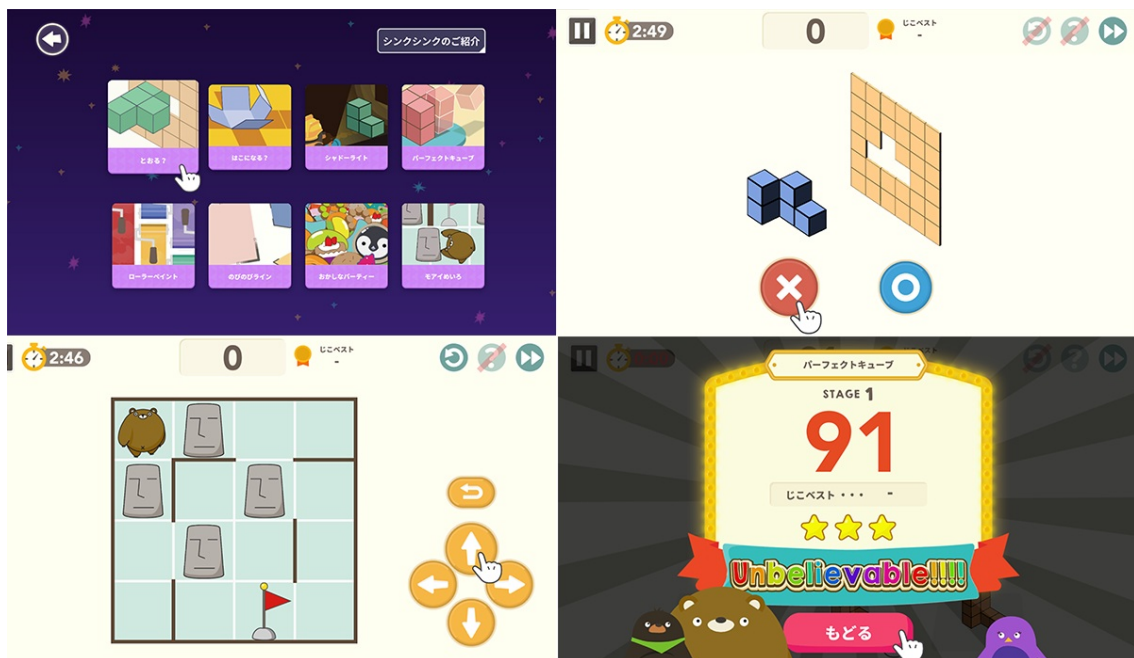 シンクシンクのご紹介
とおる？
はこになる？
シャドーライト
パーフェクトキューブ
ローラーペイント
のびのびライン
おかしなパーティー
モアイめいろ
2:49
0
じこベスト
-
2:46
0
じこベスト
-
パーフェクトキューブ
STAGE 1
91
じこベスト・・・ -
Unbelievable!!!!
もどる